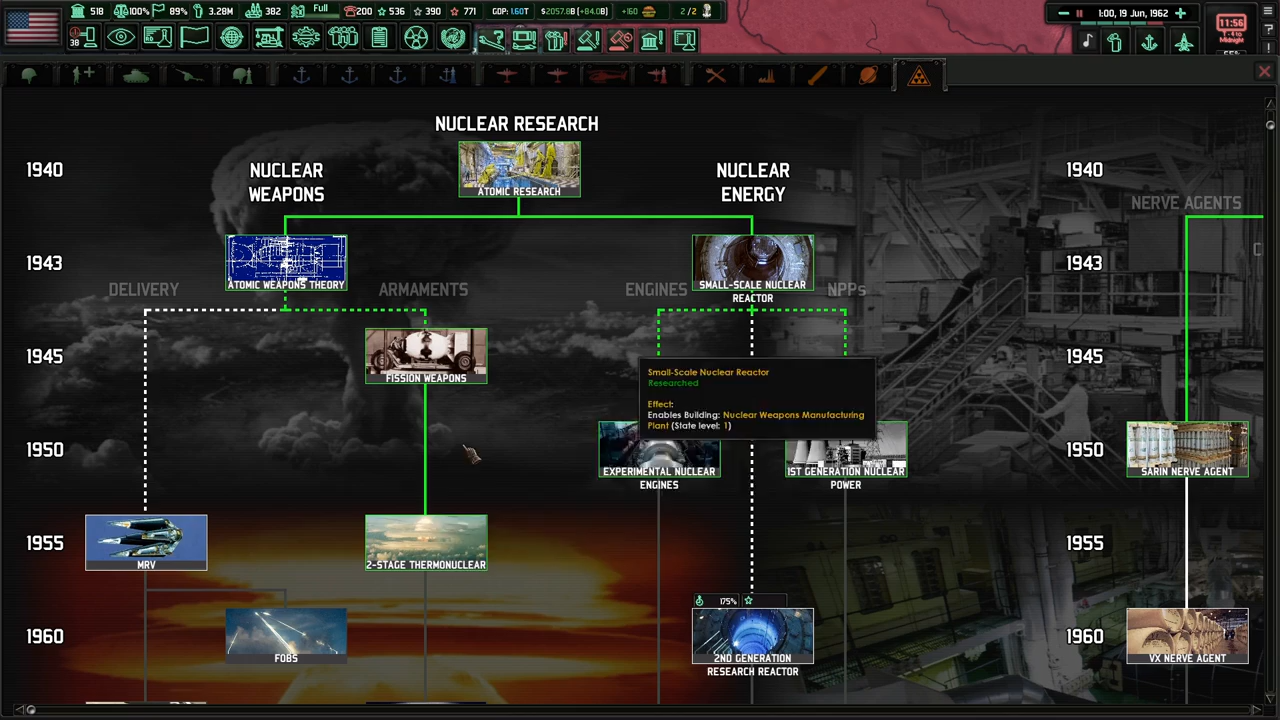 518 100% 89% 3.28M 382 Full 200 536 390 771 GDP: 1.60T $2057.8B (+84.0B) +160 2/2
1:00, 19 Jun, 1962
11:56
T - 4 to
Midnight
38
NUCLEAR RESEARCH
1940
ATOMIC RESEARCH
NUCLEAR
WEAPONS
NUCLEAR
ENERGY
1940
NERVE AGENTS
1943
ATOMIC WEAPONS THEORY
SMALL-SCALE NUCLEAR
REACTOR
1943
DELIVERY
ARMAMENTS
ENGINES
NPPs
1945
FISSION WEAPONS
1945
Small-Scale Nuclear Reactor
Researched
Effect:
Enables Building: Nuclear Weapons Manufacturing
Plant (State level: 1)
1950
EXPERIMENTAL NUCLEAR
ENGINES
1ST GENERATION NUCLEAR
POWER
1950
SARIN NERVE AGENT
1955
MRV
2-STAGE THERMONUCLEAR
1955
175%
1960
FOBS
2ND GENERATION
RESEARCH REACTOR
1960
VX NERVE AGENT